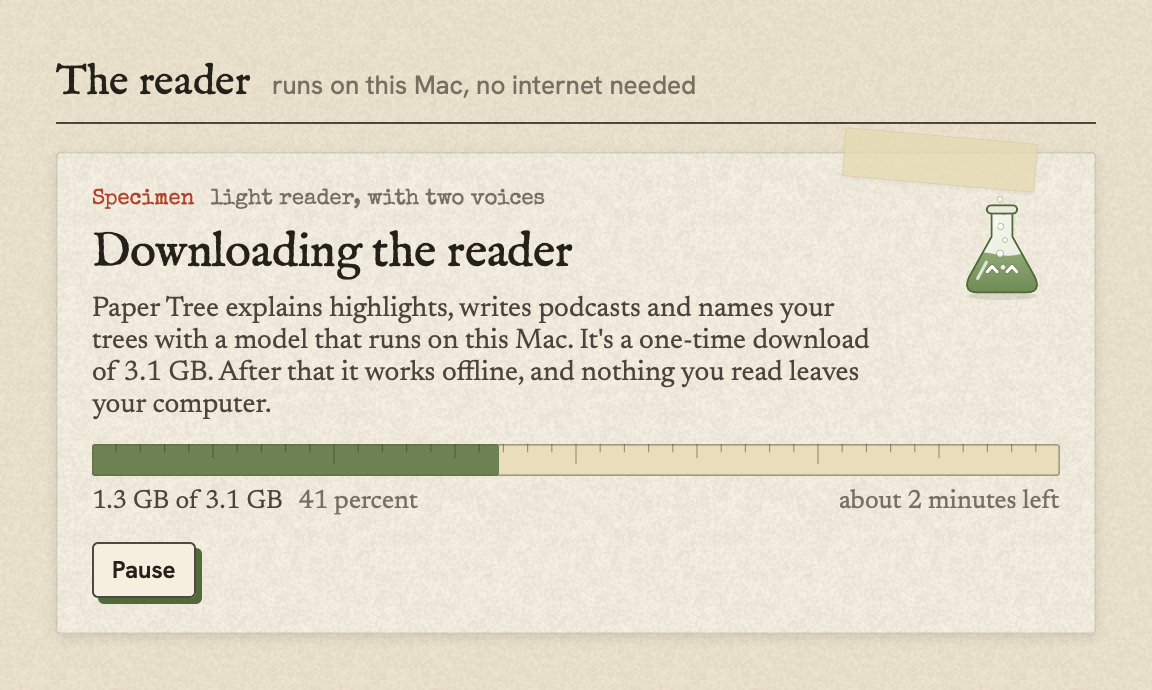 The reader runs on this Mac, no internet needed
Specimen light reader, with two voices
Downloading the reader
Paper Tree explains highlights, writes podcasts and names your
trees with a model that runs on this Mac. It's a one-time download
of 3.1 GB. After that it works offline, and nothing you read leaves
your computer.
1.3 GB of 3.1 GB 41 percent about 2 minutes left
Pause